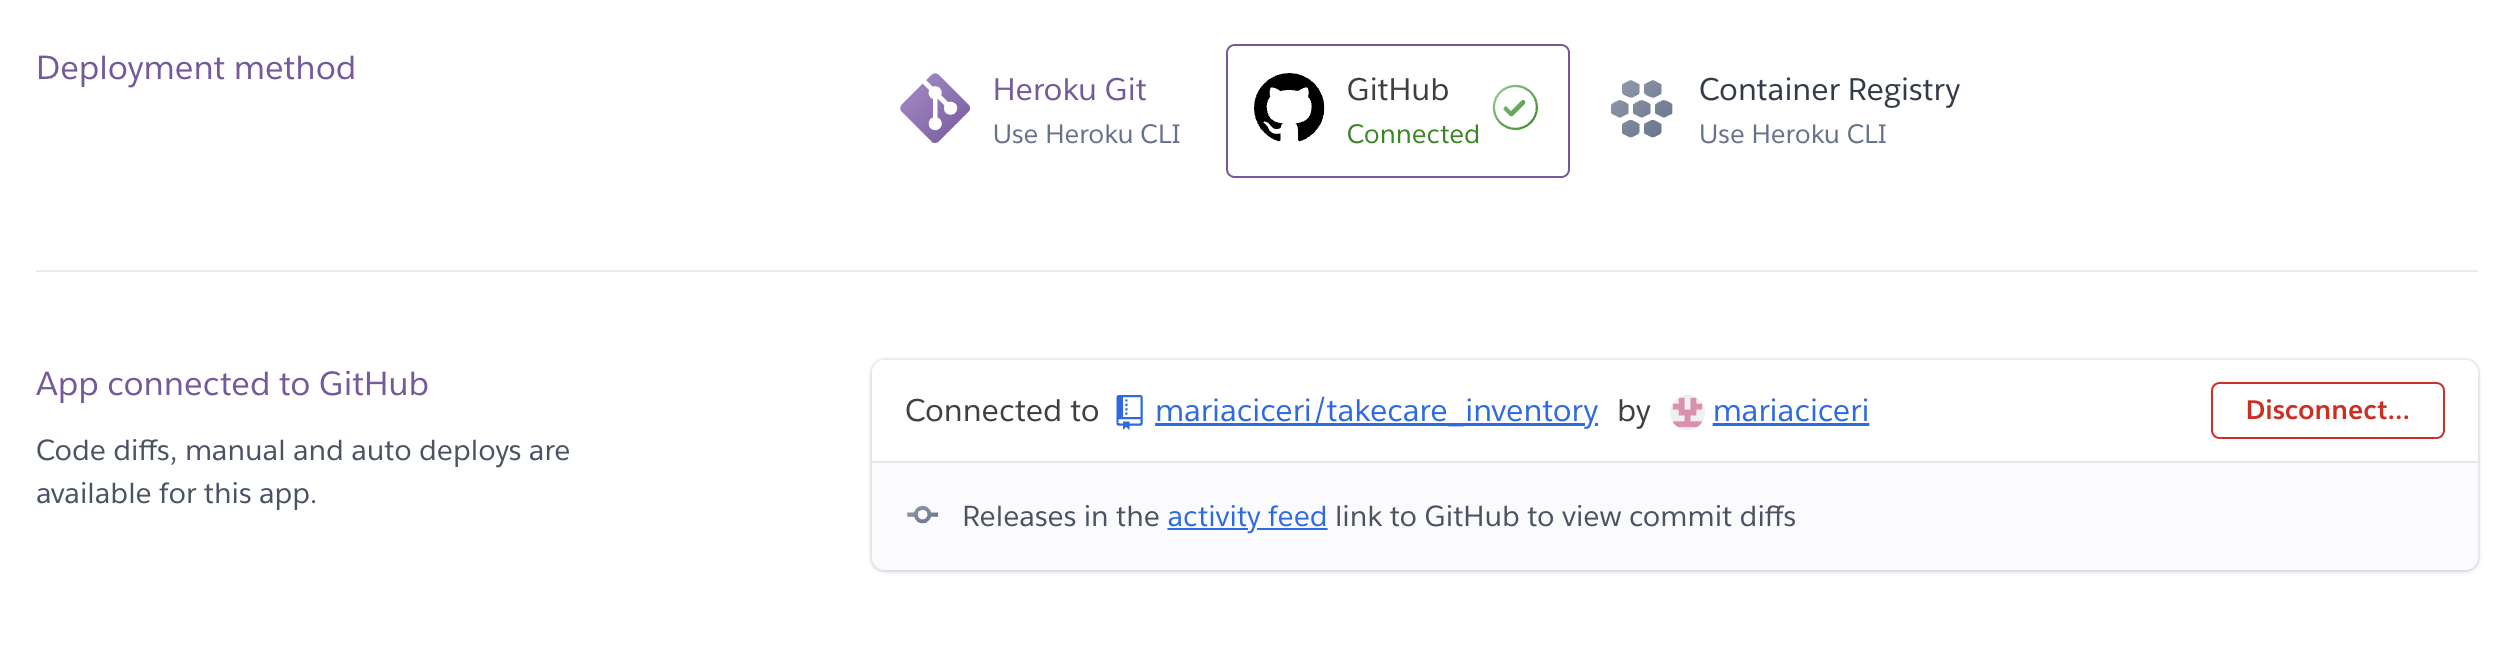 Deployment method
Heroku Git
Use Heroku CLI
GitHub
Connected
Container Registry
Use Heroku CLI
App connected to GitHub
Code diffs, manual and auto deploys are
available for this app.
Connected to mariaciceri/takecare_inventory by mariaciceri
Disconnect...
Releases in the activity feed link to GitHub to view commit diffs